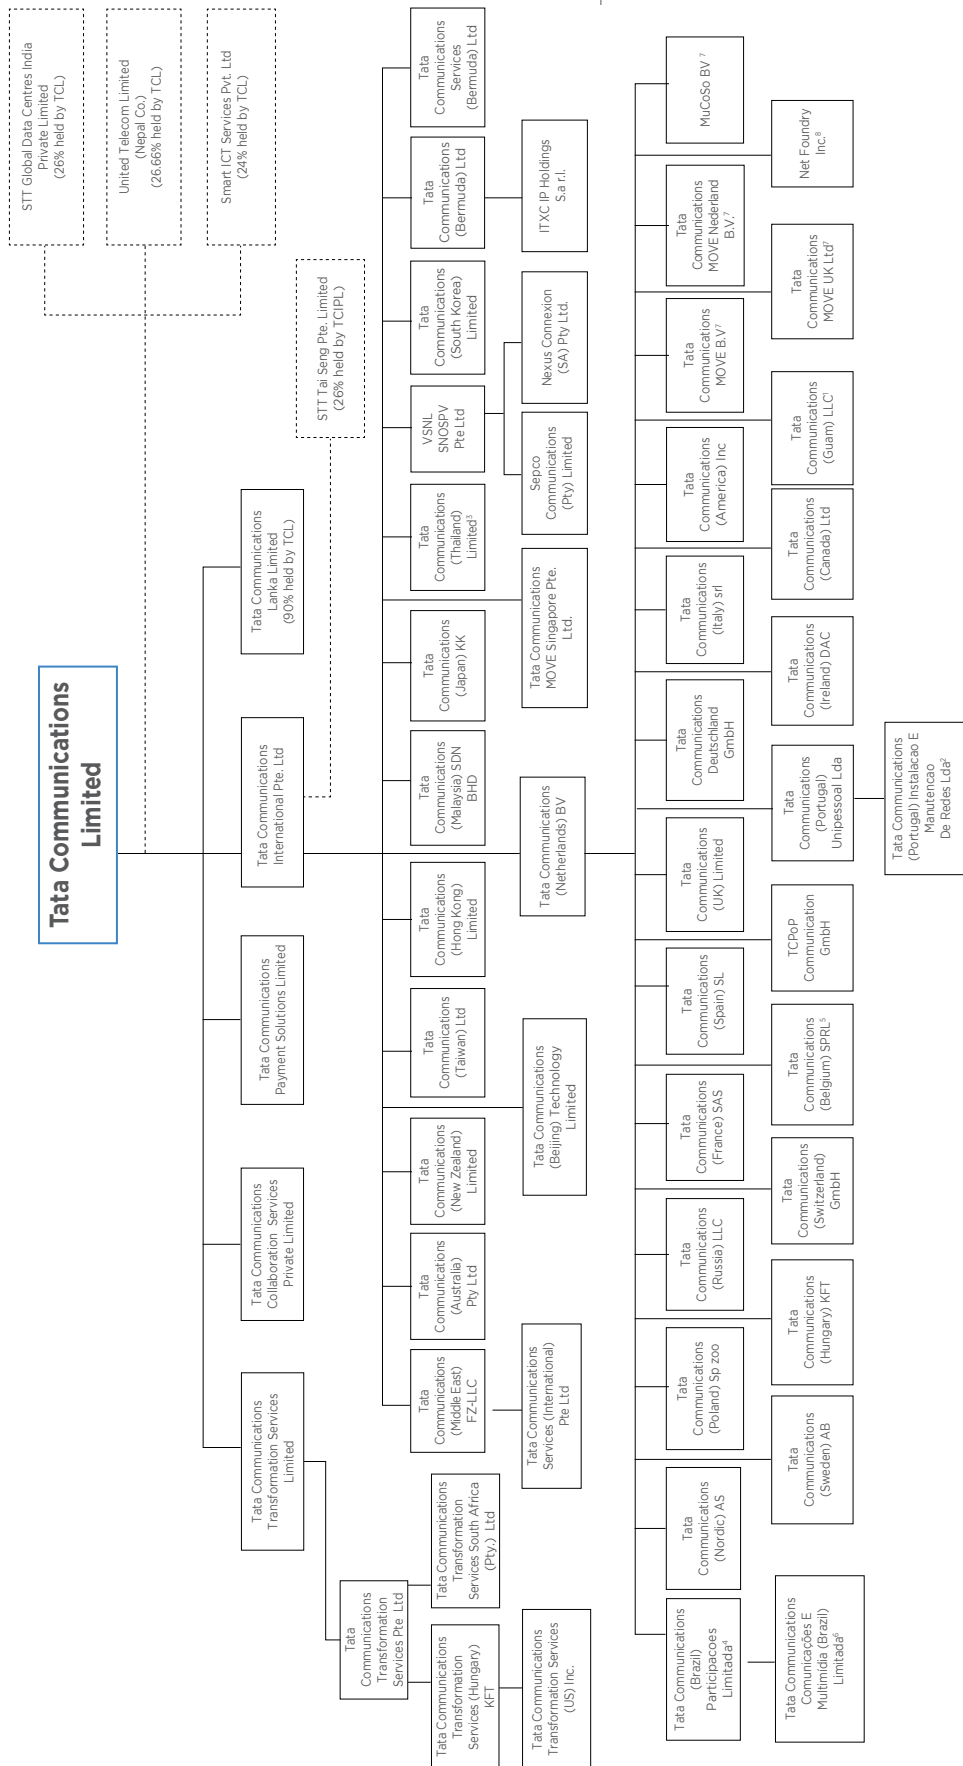 Tata Communications
Limited
STT Global Data Centres India
Private Limited
(26% held by TCL)
United Telecom Limited
(Nepal Co.)
(26.66% held by TCL)
Smart ICT Services Pvt. Ltd
(24% held by TCL)
Tata Communications
Transformation Services
Limited
Tata Communications
Collaboration Services
Private Limited
Tata Communications
Payment Solutions Limited
Tata Communications
International Pte. Ltd
Tata Communications
Lanka Limited
(90% held by TCL)
STT Tai Seng Pte. Limited
(26% held by TCIPL)
Tata
Communications
Transformation
Services Pte Ltd
Tata Communications
Transformation
Services (Hungary)
KFT
Tata Communications
Transformation
Services South Africa
(Pty.) Ltd
Tata Communications
Transformation Services
(US) Inc.
Tata
Communications
(Middle East)
FZ-LLC
Tata
Communications
(Australia)
Pty Ltd
Tata
Communications
(New Zealand)
Limited
Tata
Communications
(Taiwan) Ltd
Tata
Communications
(Hong Kong)
Limited
Tata
Communications
(Malaysia) SDN
BHD
Tata
Communications
(Japan) KK
Tata
Communications
(Thailand)
Limited³
VSNL
SNOSPV
Pte Ltd
Tata
Communications
(South Korea)
Limited
Tata
Communications
(Bermuda) Ltd
Tata
Communications
Services
(Bermuda) Ltd
Tata Communications
Services (International)
Pte Ltd
Tata Communications
(Beijing) Technology
Limited
Tata Communications
(Netherlands) BV
Tata Communications
MOVE Singapore Pte.
Ltd.
Sepco
Communications
(Pty) Limited
Nexus Connexion
(SA) Pty Ltd.
ITXC IP Holdings
S.a r.l.
Tata Communications
(Brazil)
Participacoes
Limitada⁴
Tata
Communications
(Nordic) AS
Tata
Communications
(Poland) Sp zoo
Tata
Communications
(Russia) LLC
Tata
Communications
(France) SAS
Tata
Communications
(Spain) SL
Tata
Communications
(UK) Limited
Tata
Communications
Deutschland
GmbH
Tata
Communications
(Italy) srl
Tata
Communications
(America) Inc
Tata
Communications
MOVE B.V⁷
Tata
Communications
MOVE Nederland
B.V.⁷
MuCoSo BV ⁷
Tata Communications
Comunicações E
Multimídia (Brazil)
Limitada⁶
Tata
Communications
(Sweden) AB
Tata
Communications
(Hungary) KFT
Tata
Communications
(Switzerland)
GmbH
Tata
Communications
(Belgium) SPRL⁵
TCPoP
Communication
GmbH
Tata
Communications
(Portugal)
Unipessoal Lda
Tata
Communications
(Ireland) DAC
Tata
Communications
(Canada) Ltd
Tata
Communications
(Guam) LLC¹
Tata
Communications
MOVE UK Ltd⁷
Net Foundry
Inc.⁸
Tata Communications
(Portugal) Instalacao E
Manutencao
De Redes Lda²